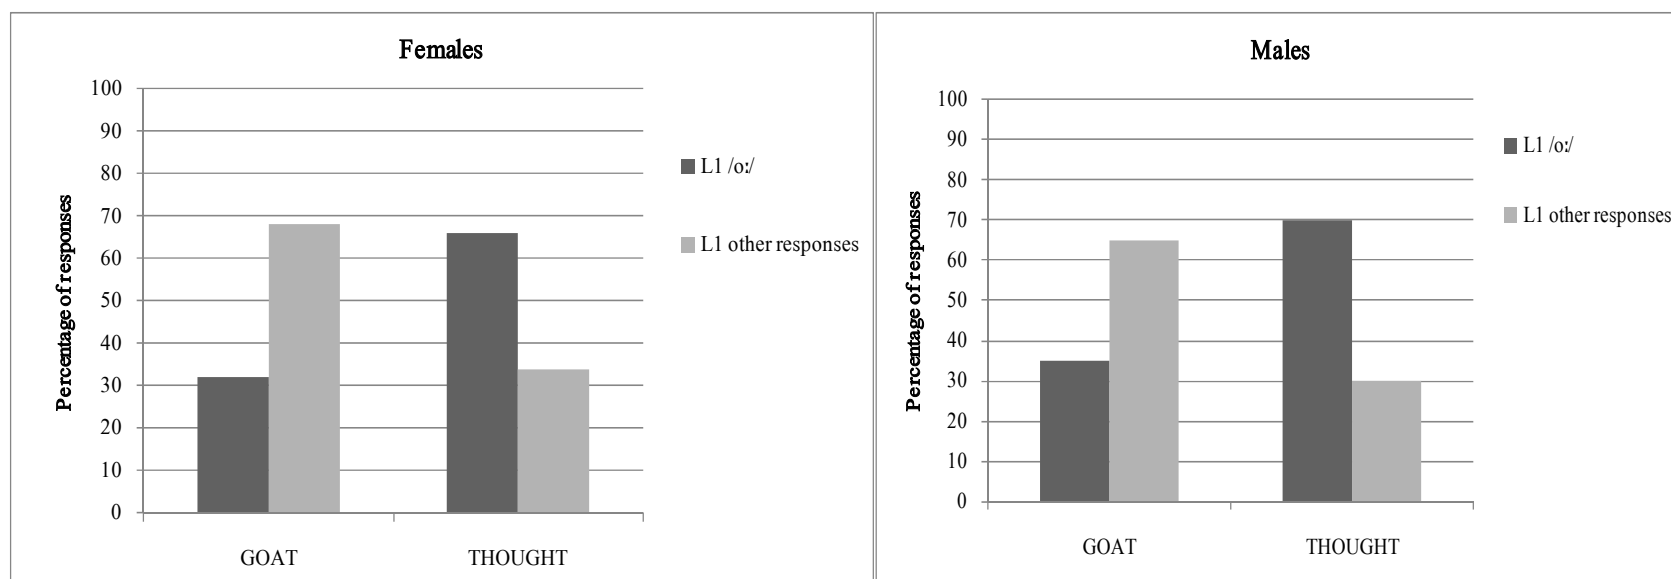 Females
100
90
80
70
60
50
40
30
20
10
0
Percentage of responses
GOAT
THOUGHT
L1 /oː/
L1 other responses
Males
100
90
80
70
60
50
40
30
20
10
0
Percentage of responses
GOAT
THOUGHT
L1 /oː/
L1 other responses